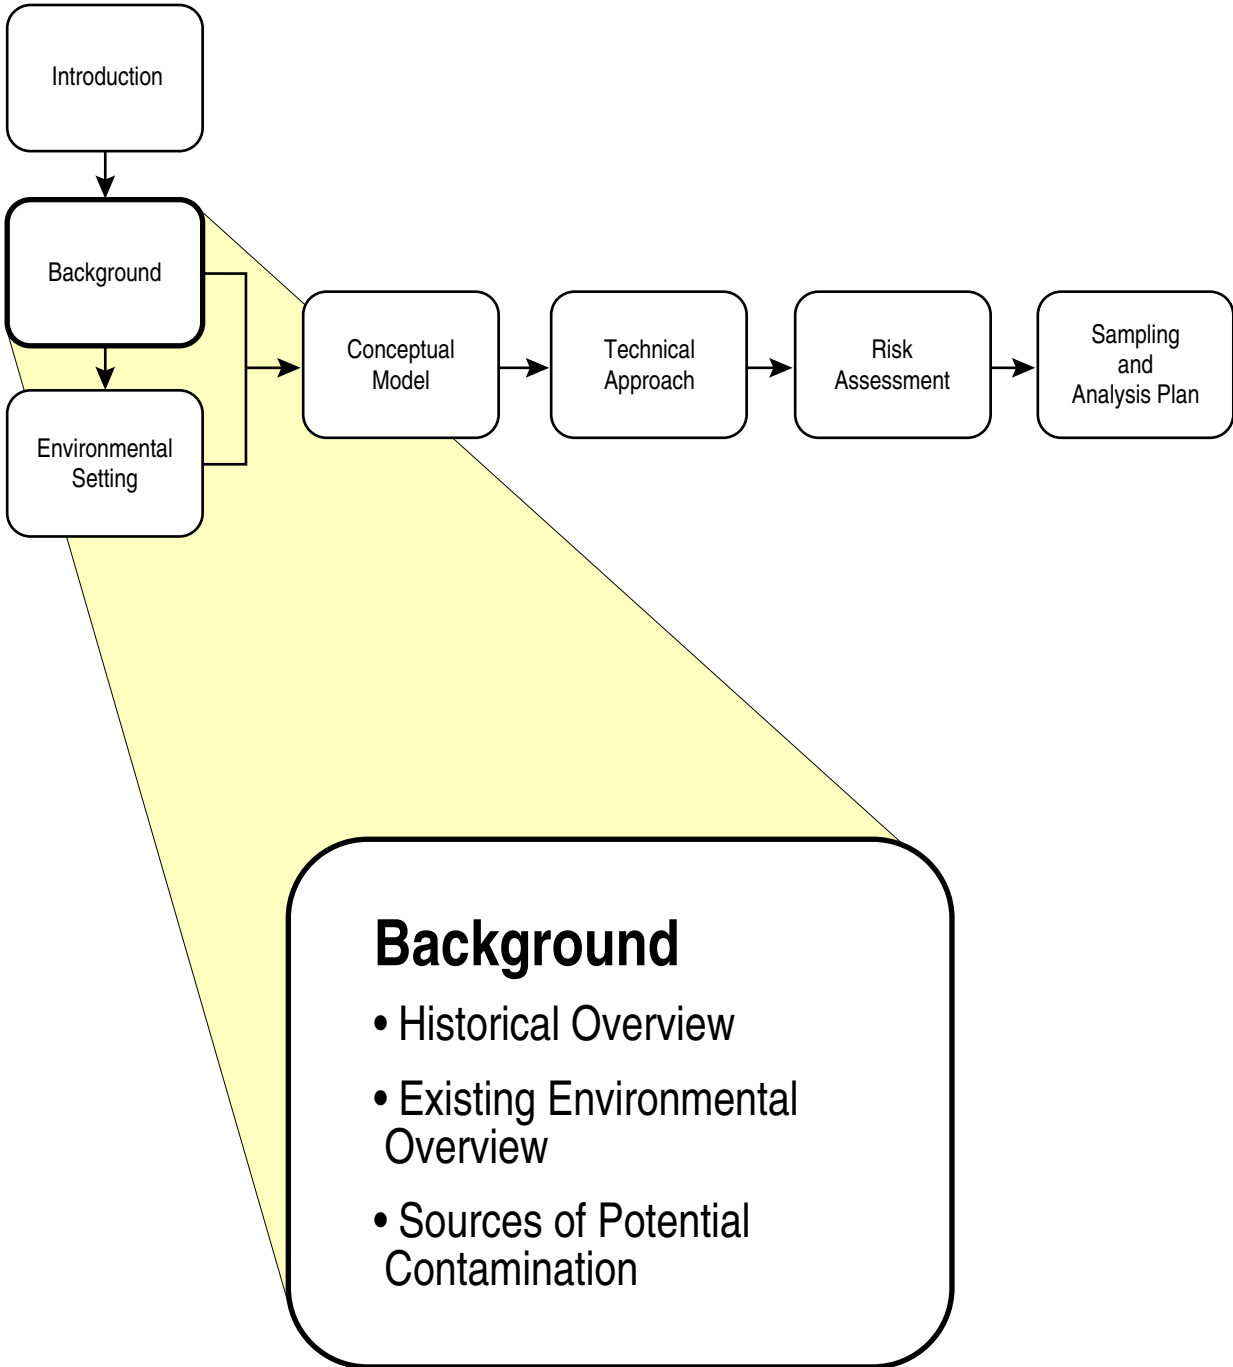 Introduction
Background
Environmental
Setting
Conceptual
Model
Technical
Approach
Risk
Assessment
Sampling
and
Analysis Plan
Background
• Historical Overview
• Existing Environmental
Overview
• Sources of Potential
Contamination